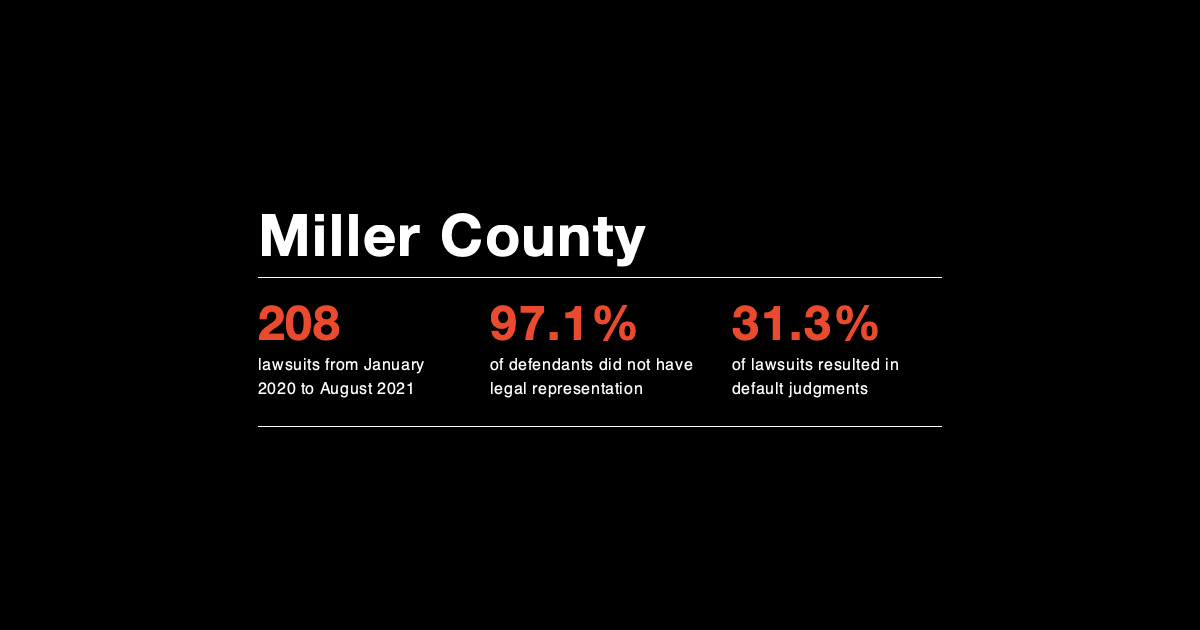 Miller County
208
lawsuits from January
2020 to August 2021
97.1%
of defendants did not have
legal representation
31.3%
of lawsuits resulted in
default judgments